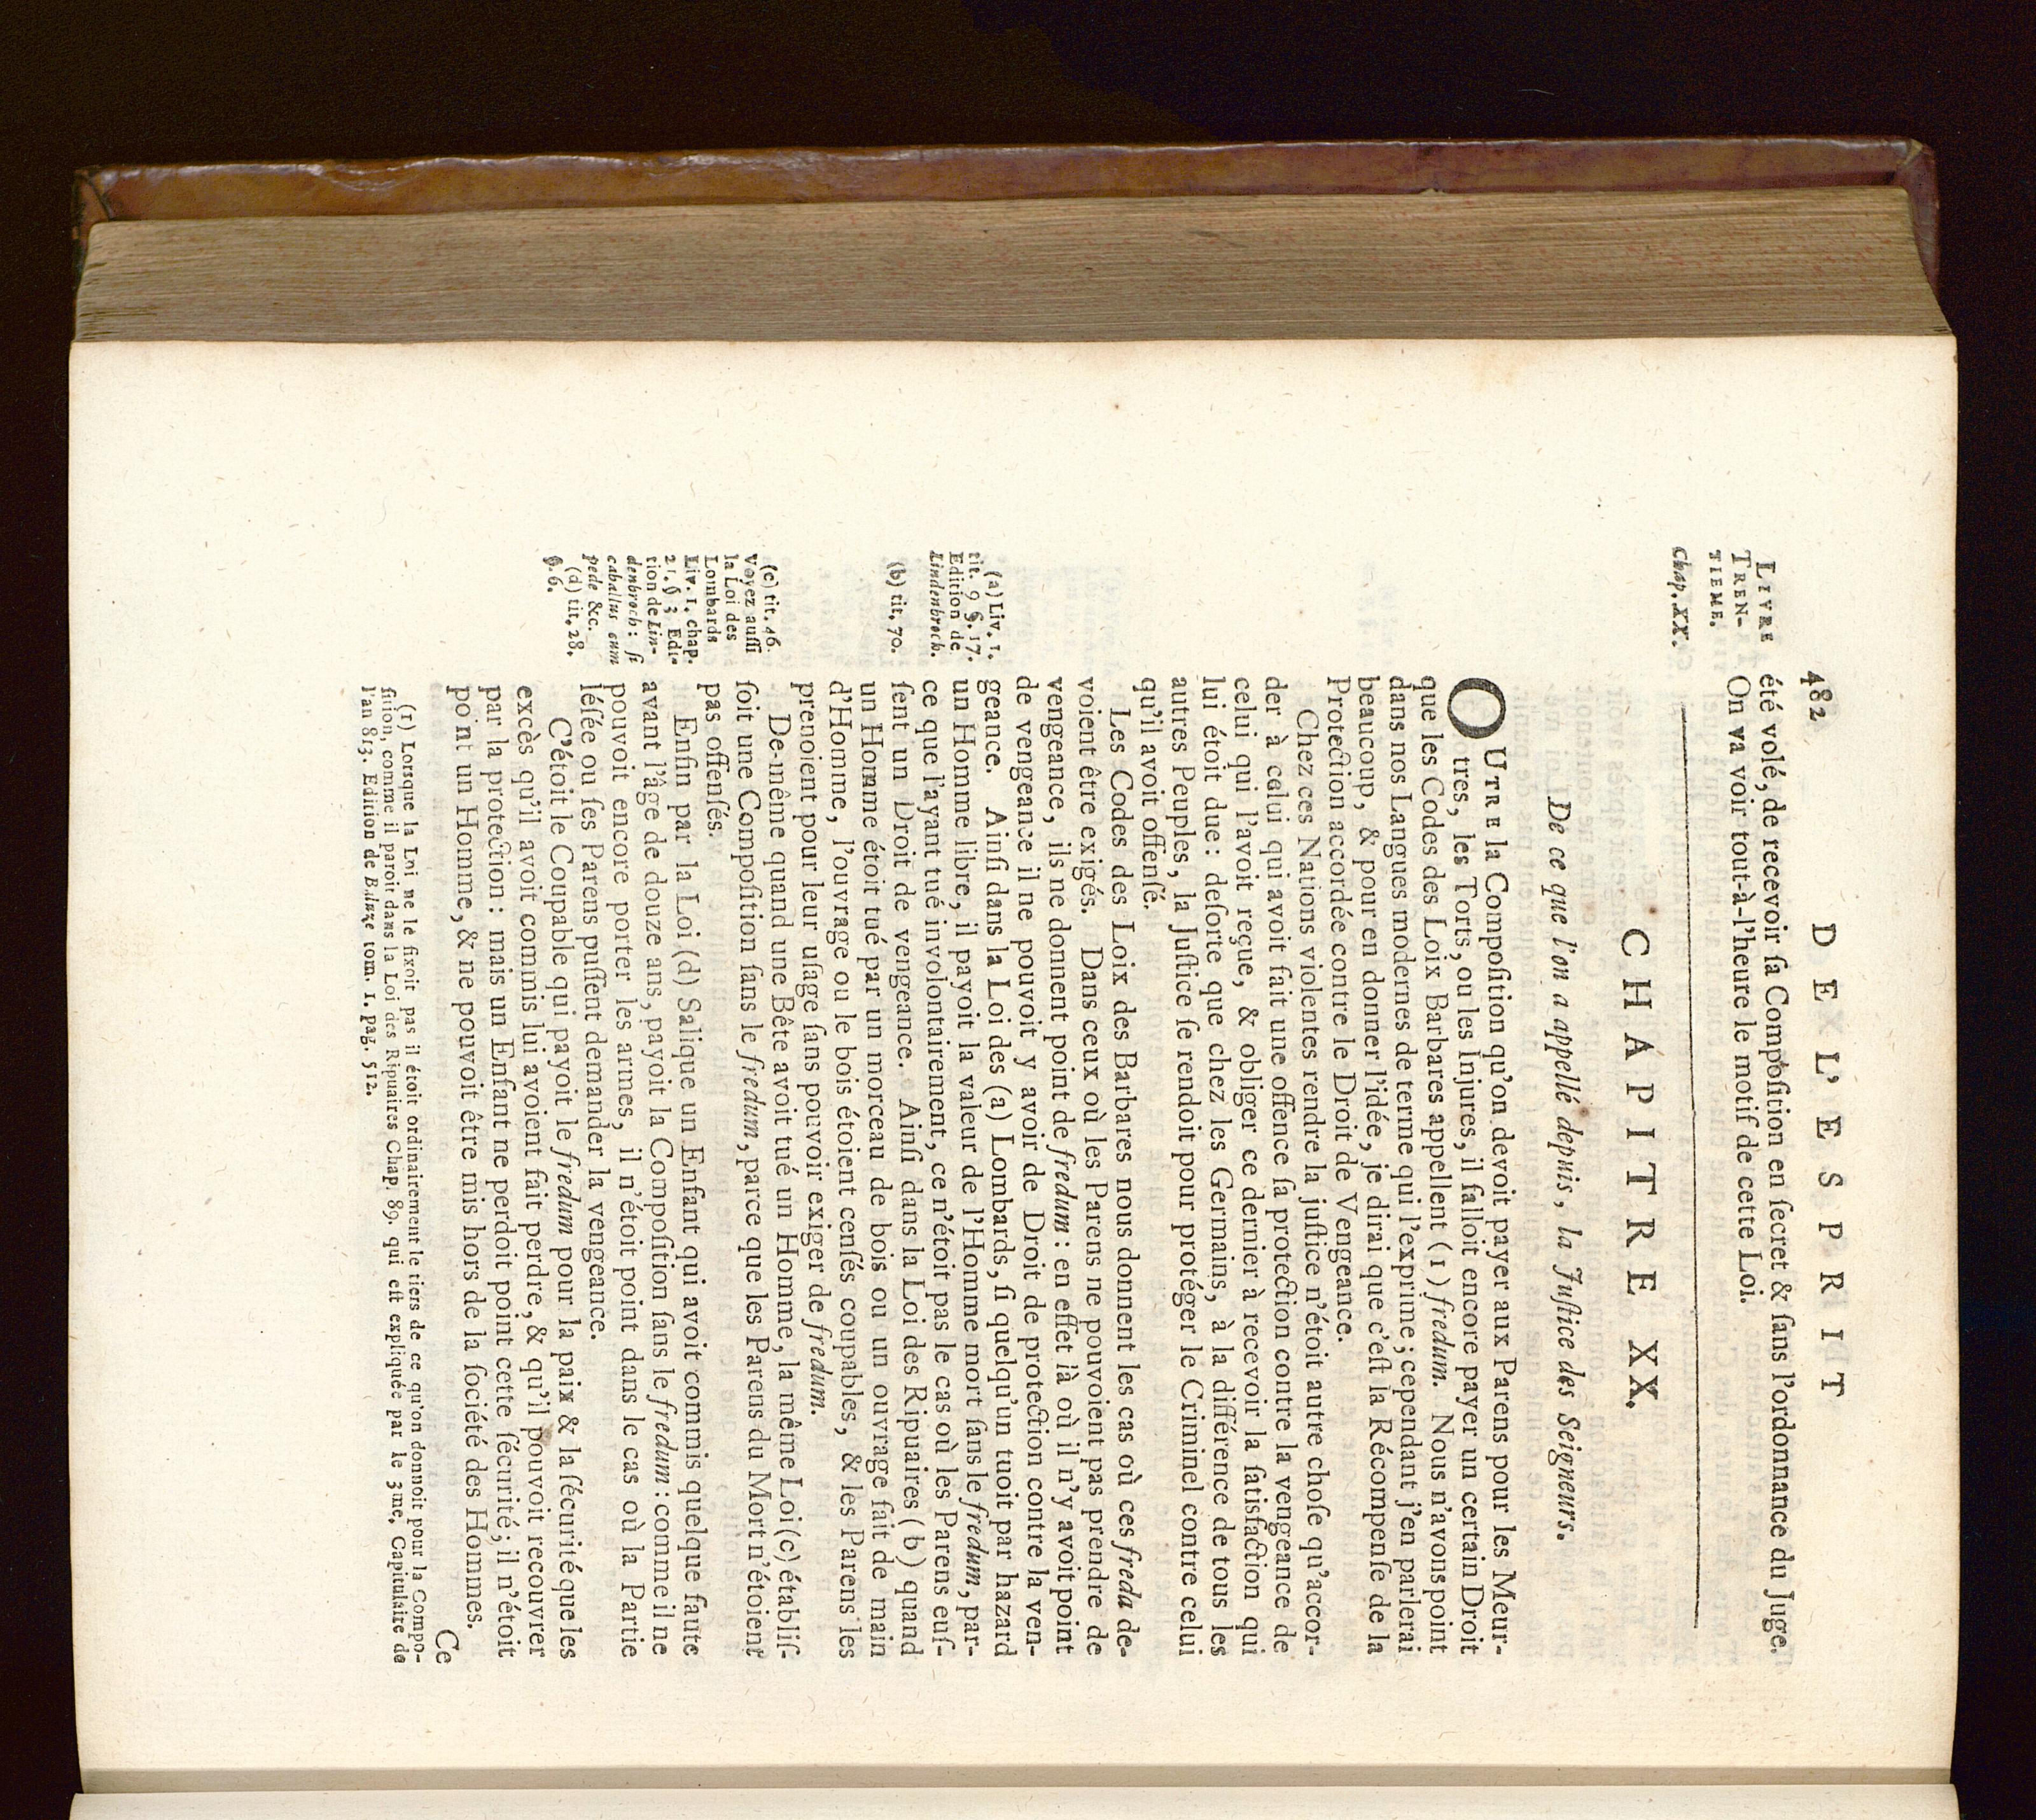 482 DE L'ESPRIT
LIVRE
TREN-
TIEME.
Chap. XX.
été volé, de recevoir ſa Compoſition en ſecret & ſans l'ordonnance du Juge.
On va voir tout-à-l'heure le motif de cette Loi.
CHAPITRE XX.
De ce que l'on a appellé depuis, la Juſtice des Seigneurs.
OUTRE la Compoſition qu'on devoit payer aux Parens pour les Meur-
tres, les Torts, ou les Injures, il falloit encore payer un certain Droit
que les Codes des Loix Barbares appellent (1) fredum. Nous n'avons point
dans nos Langues modernes de terme qui l'exprime; cependant j'en parlerai
beaucoup, & pour en donner l'idée, je dirai que c'eſt la Récompenſe de la
Protection accordée contre le Droit de Vengeance.
Chez ces Nations violentes rendre la juſtice n'étoit autre choſe qu'accor-
der à celui qui avoit fait une offence ſa protection contre la vengeance de
celui qui l'avoit reçue, & obliger ce dernier à recevoir la ſatisfaction qui
lui étoit due: deſorte que chez les Germains, à la différence de tous les
autres Peuples, la Juſtice ſe rendoit pour protéger le Criminel contre celui
qu'il avoit offenſé.
Les Codes des Loix des Barbares nous donnent les cas où ces freda de-
voient être exigés. Dans ceux où les Parens ne pouvoient pas prendre de
vengeance, ils ne donnent point de fredum: en effet là où il n'y avoit point
de vengeance il ne pouvoit y avoir de Droit de protection contre la ven-
geance. Ainſi dans la Loi des (a) Lombards, ſi quelqu'un tuoit par hazard
un Homme libre, il payoit la valeur de l'Homme mort ſans le fredum, par-
ce que l'ayant tué involontairement, ce n'étoit pas le cas où les Parens euſ-
ſent un Droit de vengeance. Ainſi dans la Loi des Ripuaires (b) quand
un Homme étoit tué par un morceau de bois ou un ouvrage fait de main
d'Homme, l'ouvrage ou le bois étoient cenſés coupables, & les Parens les
prenoient pour leur uſage ſans pouvoir exiger de fredum.
De-même quand une Bête avoit tué un Homme, la même Loi (c) établiſ-
ſoit une Compoſition ſans le fredum, parce que les Parens du Mort n'étoient
pas offenſés.
Enfin par la Loi (d) Salique un Enfant qui avoit commis quelque faute
avant l'âge de douze ans, payoit la Compoſition ſans le fredum: comme il ne
pouvoit encore porter les armes, il n'étoit point dans le cas où la Partie
léſée ou ſes Parens puſſent demander la vengeance.
C'étoit le Coupable qui payoit le fredum pour la paix & la ſécurité que les
excès qu'il avoit commis lui avoient fait perdre, & qu'il pouvoit recouvrer
par la protection: mais un Enfant ne perdoit point cette ſécurité; il n'étoit
point un Homme, & ne pouvoit être mis hors de la ſociété des Hommes.
Ce
(a) Liv. 1.
tit. 9 §. 17.
Edition de
Lindenbroch.
(b) tit. 70.
(c) tit. 46.
Voyez auſſi
la Loi des
Lombards
Liv. 1. chap.
21. § 3 Edi-
tion de Lin-
denbroch: ſi
caballus cum
pede &c.
(d) tit. 28.
§. 6.
(1) Lorsque la Loi ne le fixoit pas il étoit ordinairement le tiers de ce qu'on donnoit pour la Compo-
ſition, comme il paroit dans la Loi des Ripuaires Chap. 89. qui eſt expliquée par le 3me. Capitulaire de
l'an 813. Edition de Baluze tom. 1. pag. 512.